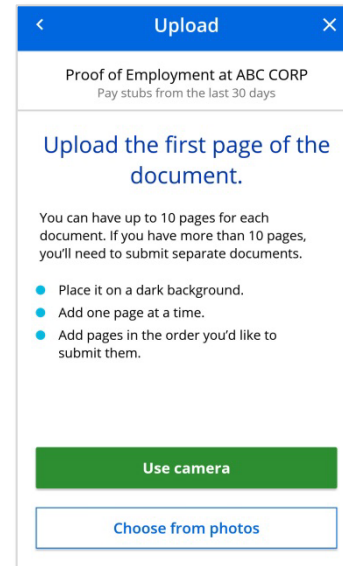 Upload
Proof of Employment at ABC CORP
Pay stubs from the last 30 days
Upload the first page of the
document.
You can have up to 10 pages for each
document. If you have more than 10 pages,
you'll need to submit separate documents.
Place it on a dark background.
Add one page at a time.
Add pages in the order you'd like to
submit them.
Use camera
Choose from photos